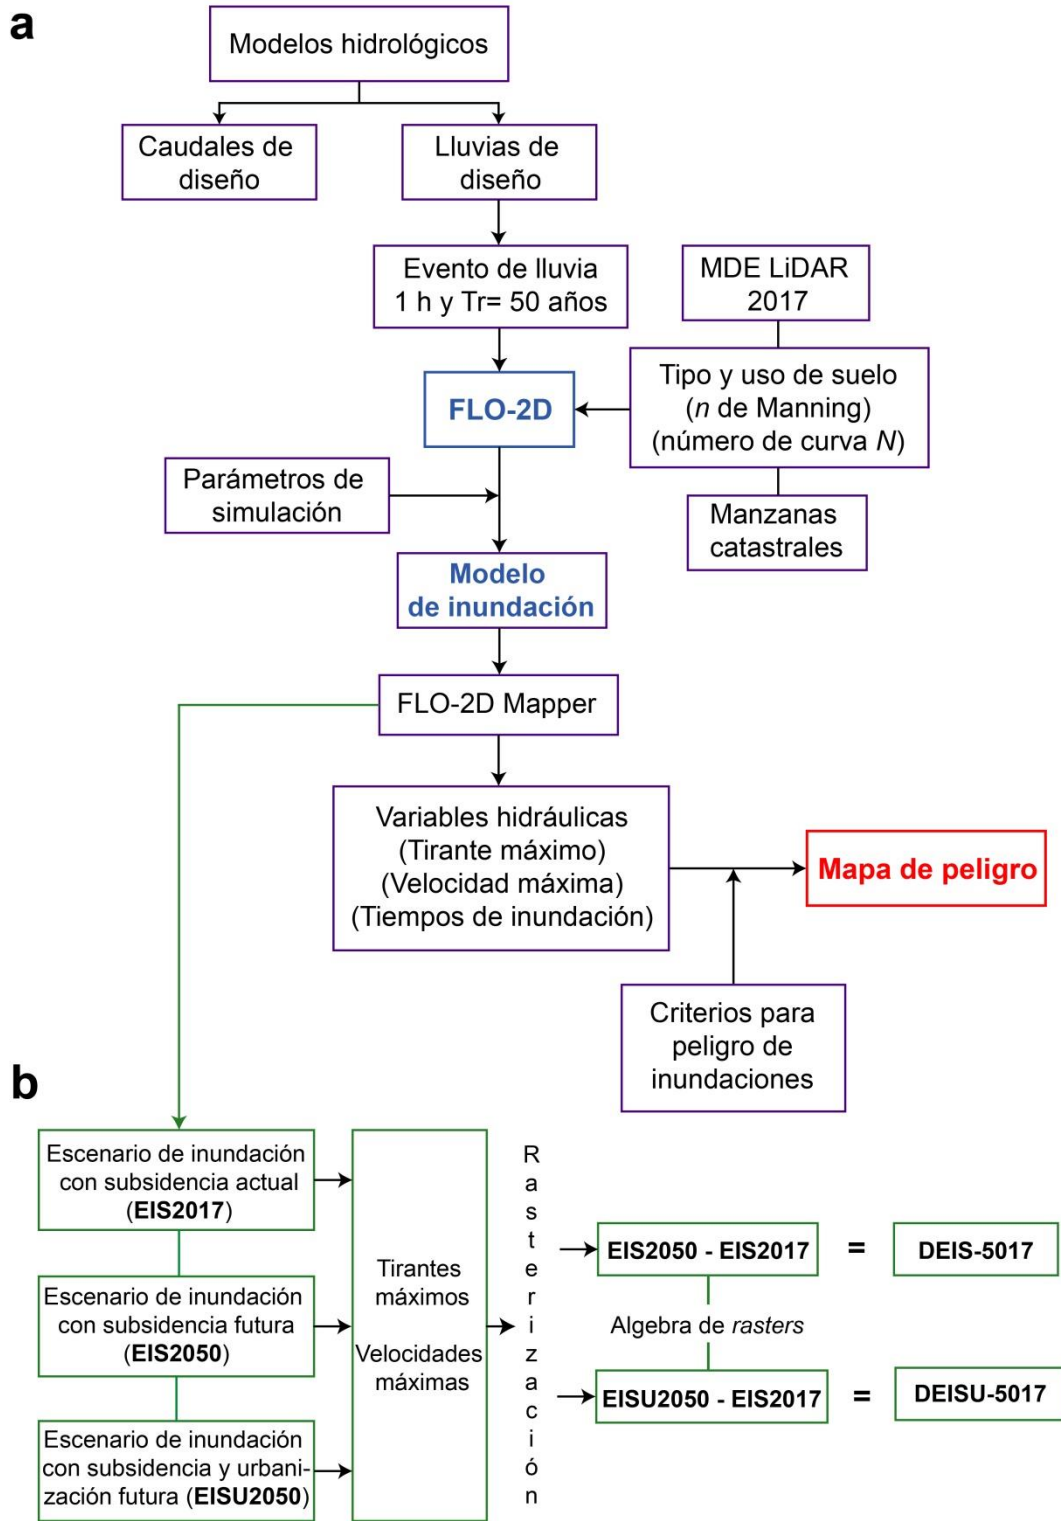 a
Modelos hidrológicos
Caudales de
diseño
Lluvias de
diseño
Evento de lluvia
1 h y Tr= 50 años
MDE LiDAR
2017
FLO-2D
Tipo y uso de suelo
(n de Manning)
(número de curva N)
Parámetros de
simulación
Manzanas
catastrales
Modelo
de inundación
FLO-2D Mapper
Variables hidráulicas
(Tirante máximo)
(Velocidad máxima)
(Tiempos de inundación)
Mapa de peligro
Criterios para
peligro de
inundaciones
b
Escenario de inundación
con subsidencia actual
(EIS2017)
Escenario de inundación
con subsidencia futura
(EIS2050)
Escenario de inundación
con subsidencia y urbani-
zación futura (EISU2050)
Tirantes
máximos
Velocidades
máximas
Rasterización
EIS2050 - EIS2017 = DEIS-5017
Algebra de rasters
EISU2050 - EIS2017 = DEISU-5017